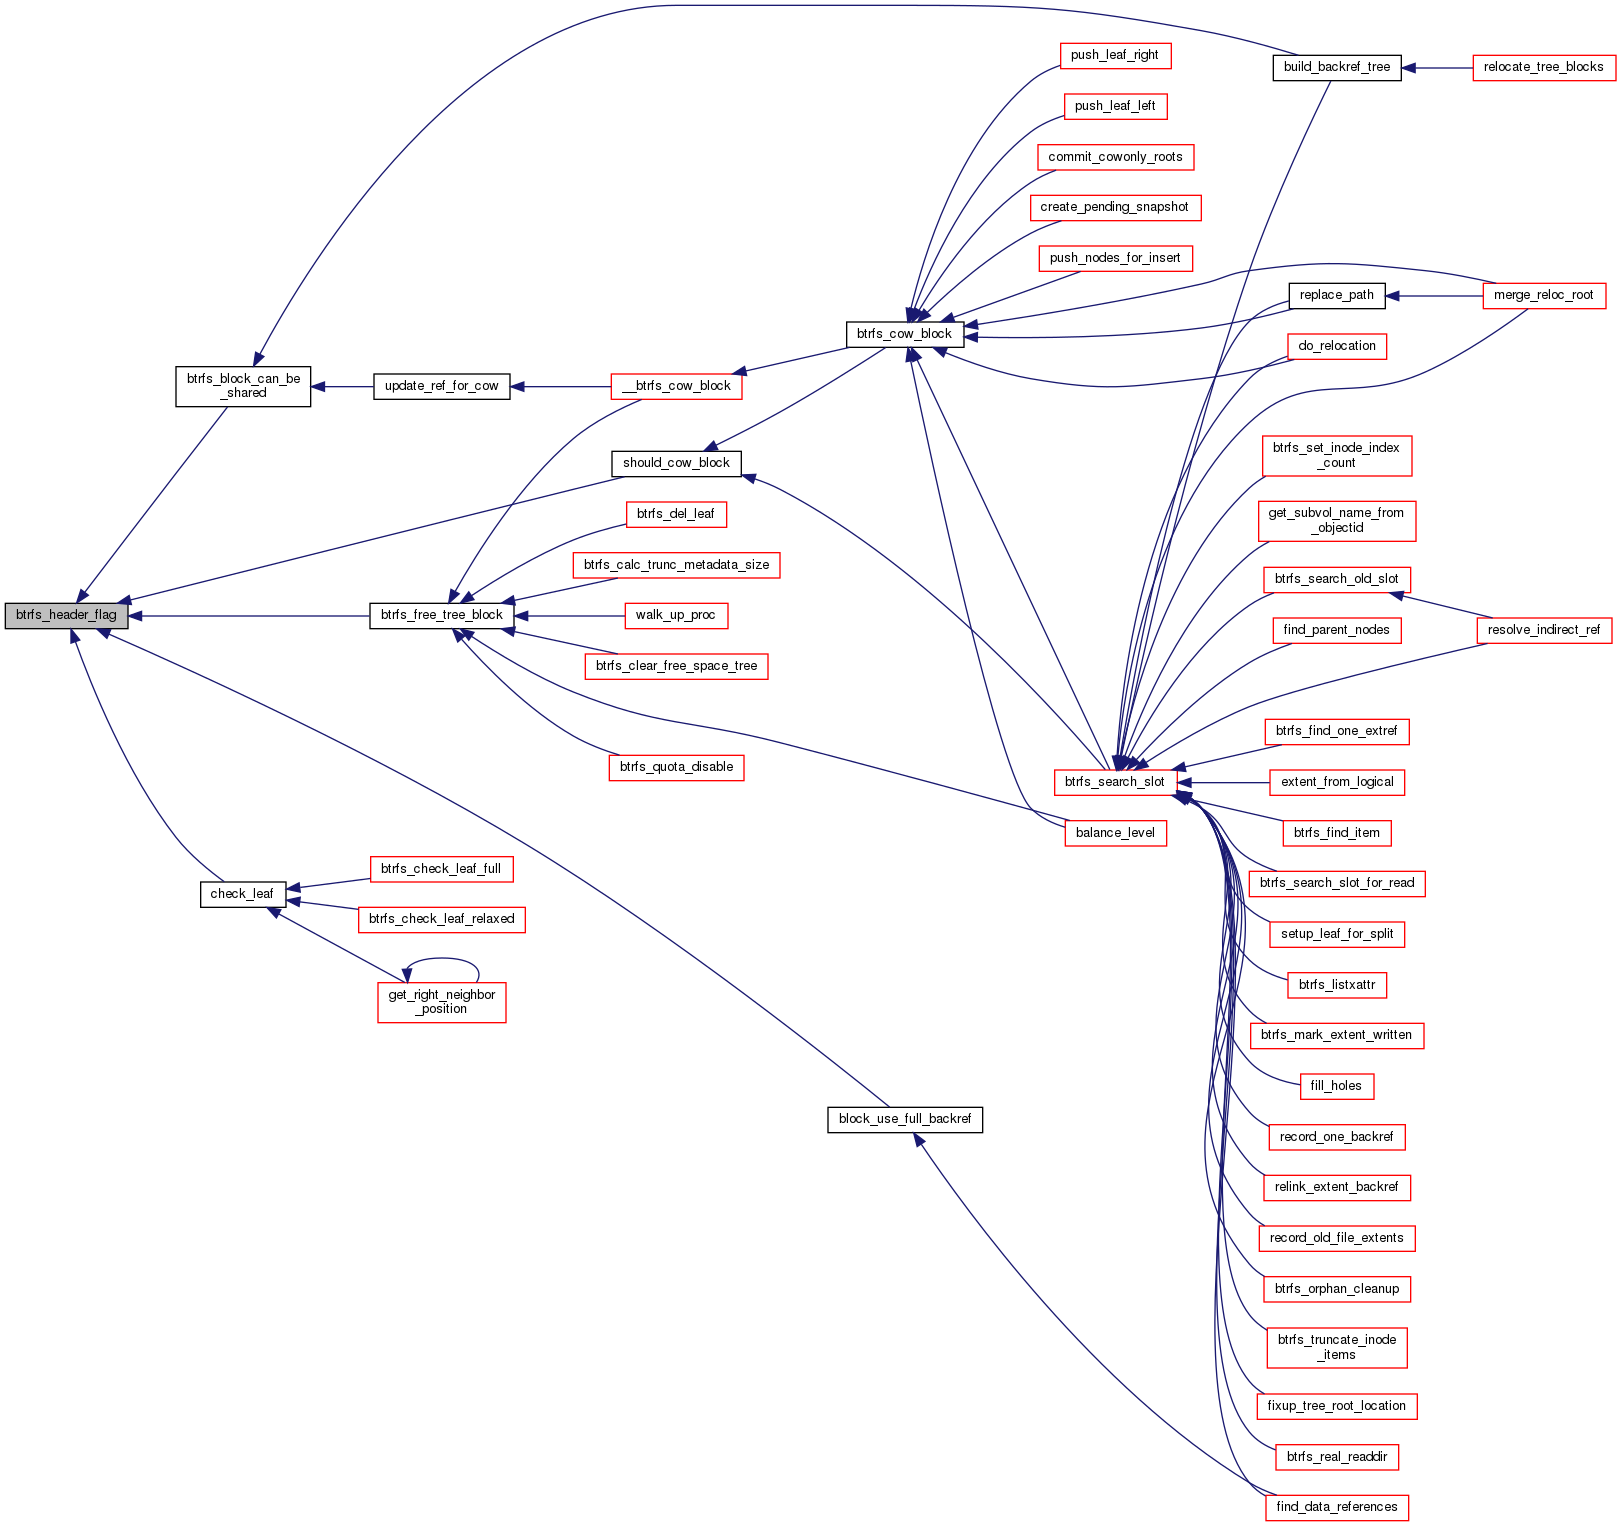 push_leaf_right
build_backref_tree
relocate_tree_blocks
push_leaf_left
commit_cowonly_roots
create_pending_snapshot
push_nodes_for_insert
replace_path
merge_reloc_root
btrfs_cow_block
do_relocation
btrfs_block_can_be
_shared
update_ref_for_cow
__btrfs_cow_block
should_cow_block
btrfs_set_inode_index
_count
btrfs_del_leaf
get_subvol_name_from
_objectid
btrfs_calc_trunc_metadata_size
btrfs_search_old_slot
btrfs_header_flag
btrfs_free_tree_block
walk_up_proc
find_parent_nodes
resolve_indirect_ref
btrfs_clear_free_space_tree
btrfs_find_one_extref
btrfs_quota_disable
btrfs_search_slot
extent_from_logical
balance_level
btrfs_find_item
btrfs_check_leaf_full
btrfs_search_slot_for_read
check_leaf
btrfs_check_leaf_relaxed
setup_leaf_for_split
btrfs_listxattr
get_right_neighbor
_position
btrfs_mark_extent_written
fill_holes
block_use_full_backref
record_one_backref
relink_extent_backref
record_old_file_extents
btrfs_orphan_cleanup
btrfs_truncate_inode
_items
fixup_tree_root_location
btrfs_real_readdir
find_data_references